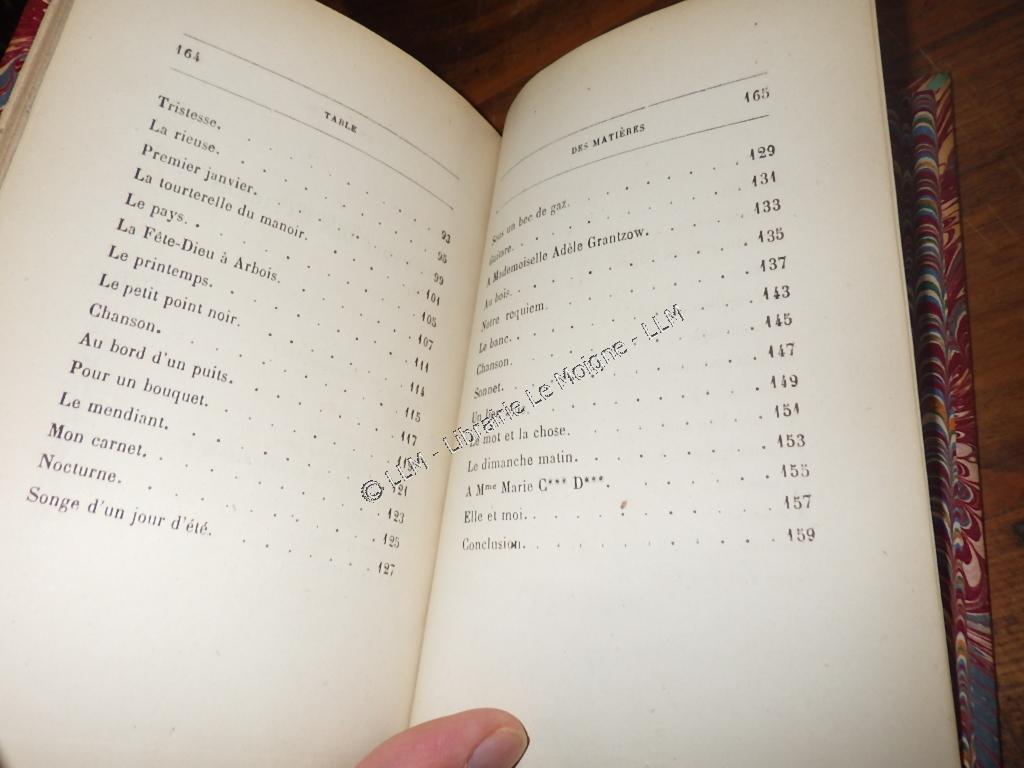 164
TABLE
Tristesse. 93
La rieuse. 95
Premier janvier. 99
La tourterelle du manoir. 101
Le pays. 105
La Fête-Dieu à Arbois. 107
Le printemps. 111
Le petit point noir. 114
Chanson. 115
Au bord d'un puits. 117
Pour un bouquet.
Le mendiant. 121
Mon carnet. 123
Nocturne. 125
Songe d'un jour d'été. 127
165
DES MATIÈRES
Sous un bec de gaz. 129
131
A Mademoiselle Adèle Grantzow. 133
Au bois. 135
Notre requiem. 137
Le banc. 143
Chanson. 145
Sonnet. 147
Un 149
Le mot et la chose. 151
Le dimanche matin. 153
A Mme Marie C*** D***. 155
Elle et moi. 157
Conclusion. 159
© LLM - Librairie Le Moigne - LLM